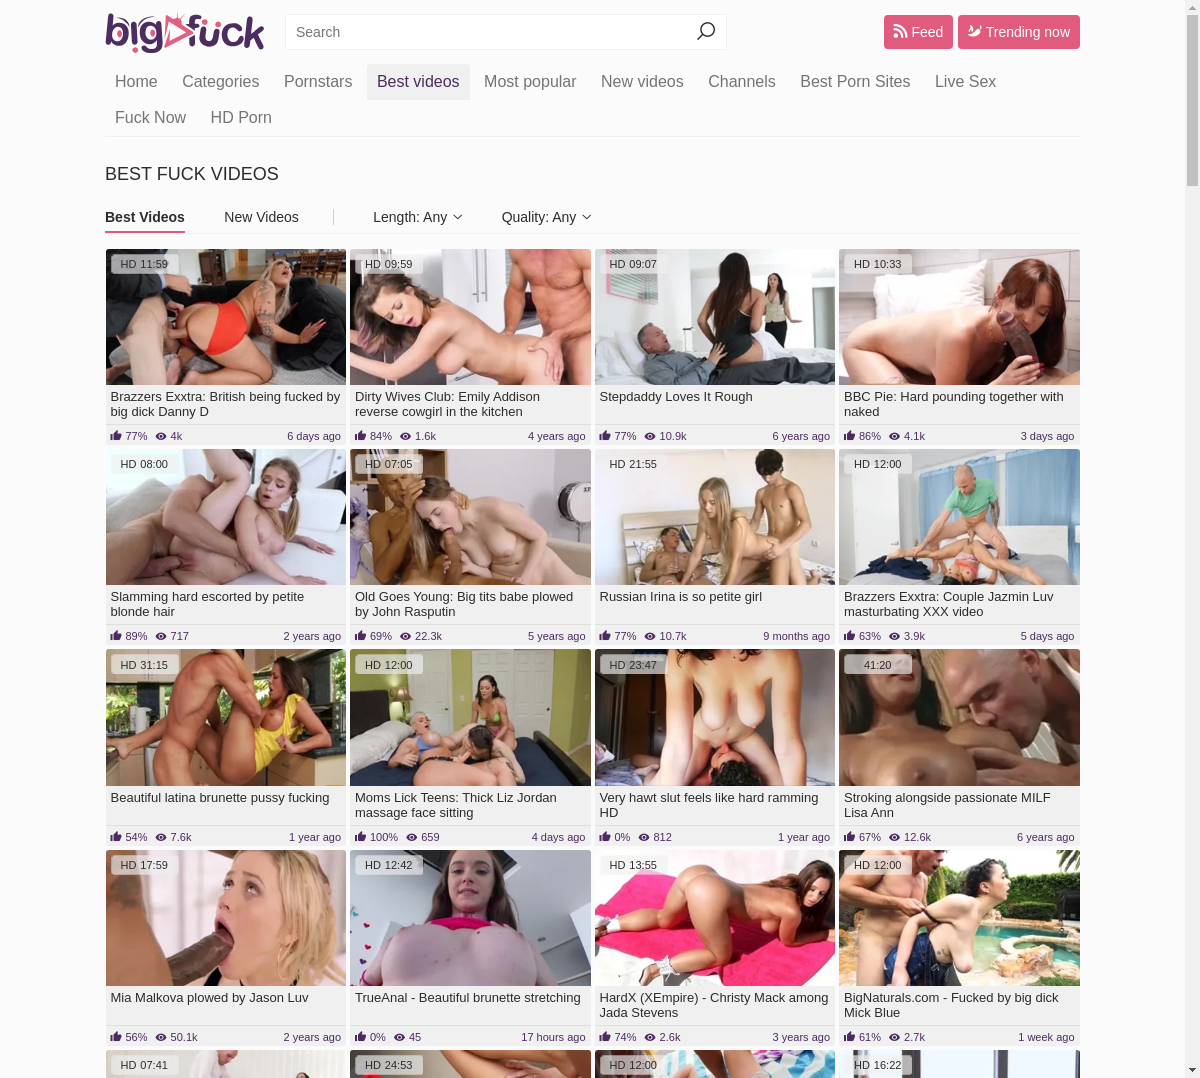 bigfuck
Search
Feed
Trending now
Home Categories Pornstars Best videos Most popular New videos Channels Best Porn Sites Live Sex
Fuck Now HD Porn
BEST FUCK VIDEOS
Best Videos New Videos Length: Any Quality: Any
HD 11:59
Brazzers Exxtra: British being fucked by
big dick Danny D
77% 4k 6 days ago
HD 09:59
Dirty Wives Club: Emily Addison
reverse cowgirl in the kitchen
84% 1.6k 4 years ago
HD 09:07
Stepdaddy Loves It Rough
77% 10.9k 6 years ago
HD 10:33
BBC Pie: Hard pounding together with
naked
86% 4.1k 3 days ago
HD 08:00
Slamming hard escorted by petite
blonde hair
89% 717 2 years ago
HD 07:05
Old Goes Young: Big tits babe plowed
by John Rasputin
69% 22.3k 5 years ago
HD 21:55
Russian Irina is so petite girl
77% 10.7k 9 months ago
HD 12:00
Brazzers Exxtra: Couple Jazmin Luv
masturbating XXX video
63% 3.9k 5 days ago
HD 31:15
Beautiful latina brunette pussy fucking
54% 7.6k 1 year ago
HD 12:00
Moms Lick Teens: Thick Liz Jordan
massage face sitting
100% 659 4 days ago
HD 23:47
Very hawt slut feels like hard ramming
HD
0% 812 1 year ago
41:20
Stroking alongside passionate MILF
Lisa Ann
67% 12.6k 6 years ago
HD 17:59
Mia Malkova plowed by Jason Luv
56% 50.1k 2 years ago
HD 12:42
TrueAnal - Beautiful brunette stretching
0% 45 17 hours ago
HD 13:55
HardX (XEmpire) - Christy Mack among
Jada Stevens
74% 2.6k 3 years ago
HD 12:00
BigNaturals.com - Fucked by big dick
Mick Blue
61% 2.7k 1 week ago
HD 07:41
HD 24:53
HD 12:00
HD 16:22